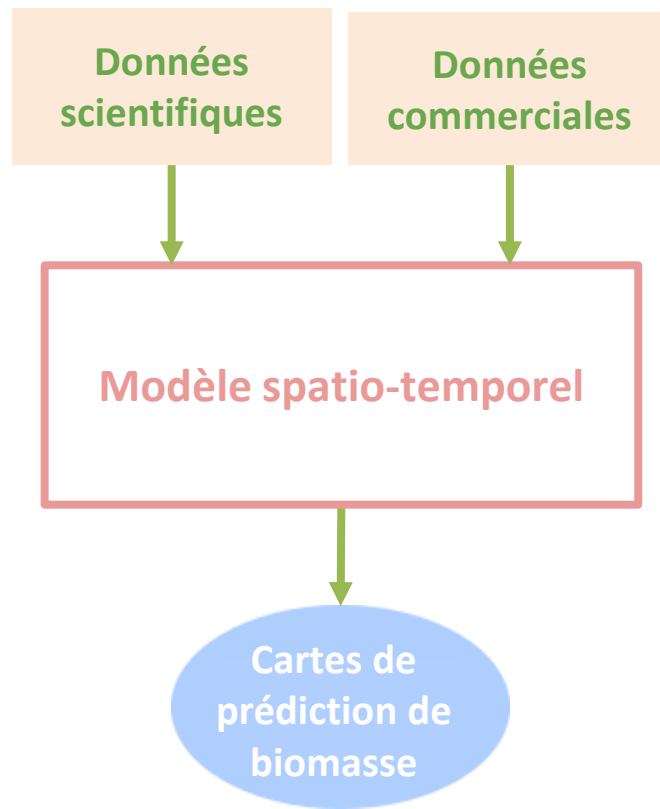 Données
scientifiques
Données
commerciales
Modèle spatio-temporel
Cartes de
prédiction de
biomasse